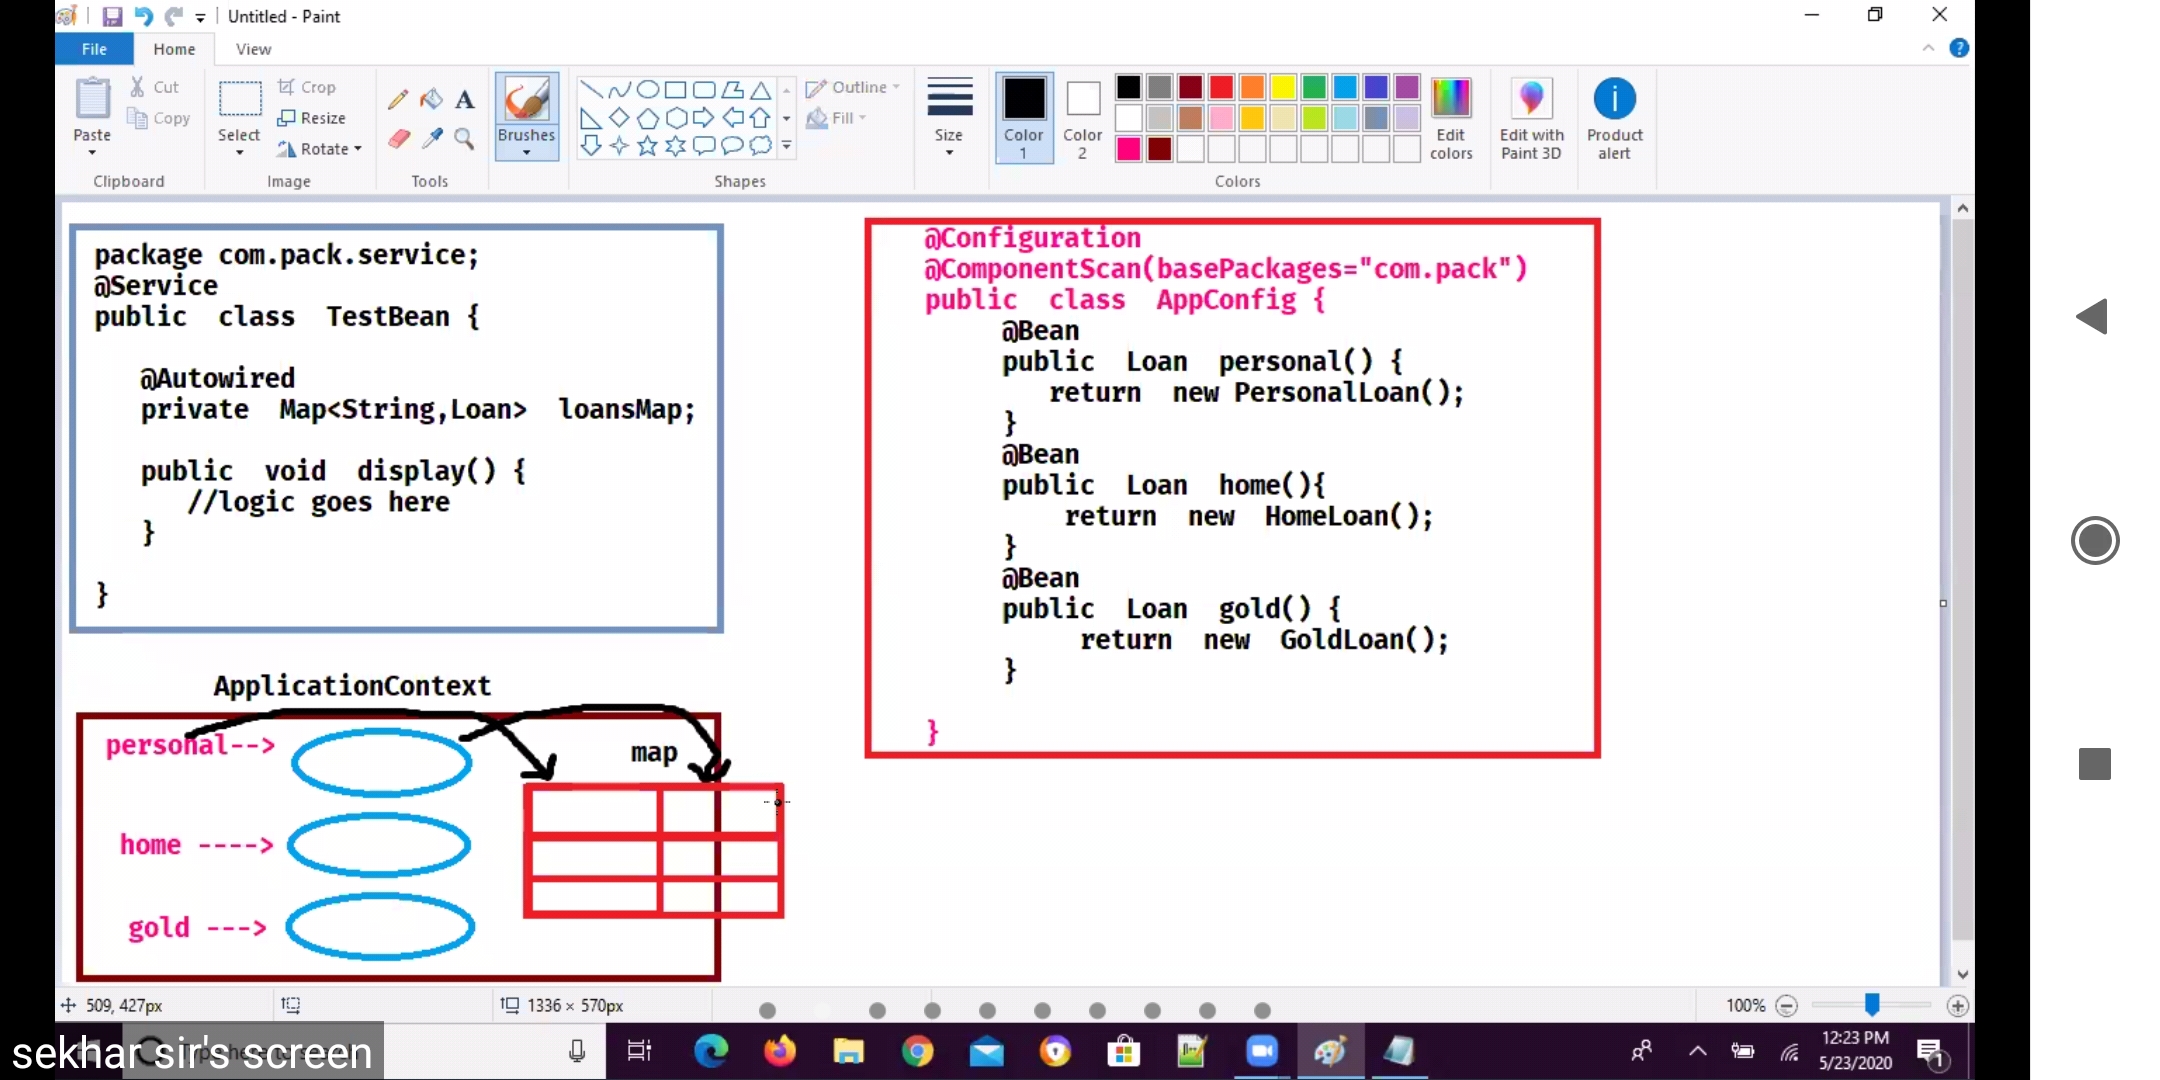 Untitled - Paint
File Home View
Paste
Cut
Copy
Clipboard
Select
Crop
Resize
Rotate
Image
Tools
Brushes
Shapes
Outline
Fill
Size
Color 1
Color 2
Edit colors
Colors
Edit with Paint 3D
Product alert
package com.pack.service;
@Service
public class TestBean {
@Autowired
private Map<String,Loan> loansMap;
public void display() {
//logic goes here
}
}
@Configuration
@ComponentScan(basePackages="com.pack")
public class AppConfig {
@Bean
public Loan personal() {
return new PersonalLoan();
}
@Bean
public Loan home(){
return new HomeLoan();
}
@Bean
public Loan gold() {
return new GoldLoan();
}
}
ApplicationContext
personal-->
map
home ---->
gold --->
509, 427px
1336 × 570px
100%
sekhar sir's screen
Type here to search
12:23 PM
5/23/2020
1